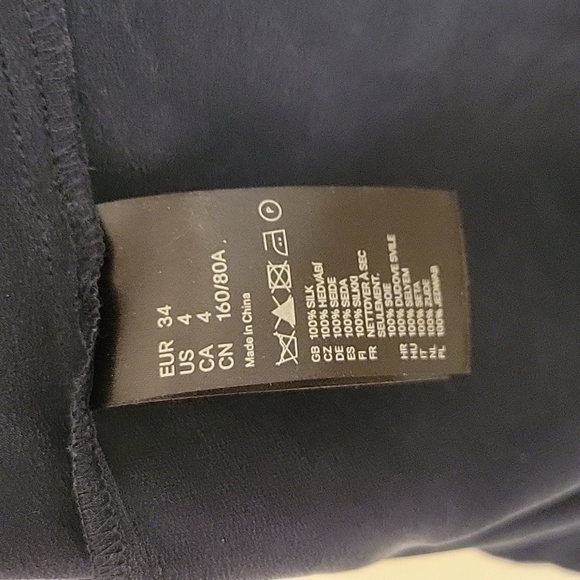 EUR 34
US 4
CA 4
CN 160/80A
Made in China
P
GB 100% SILK
CZ 100% HEDVÁBÍ
DE 100% SEIDE
ES 100% SEDA
FI 100% SILKKI
FR NETTOYER À SEC
SEULEMENT.
100% SOIE
HR 100% DUDOVE SVILE
HU 100% SELYEM
IT 100% SETA
NL 100% ZIJDE
PL 100% JEDWAB